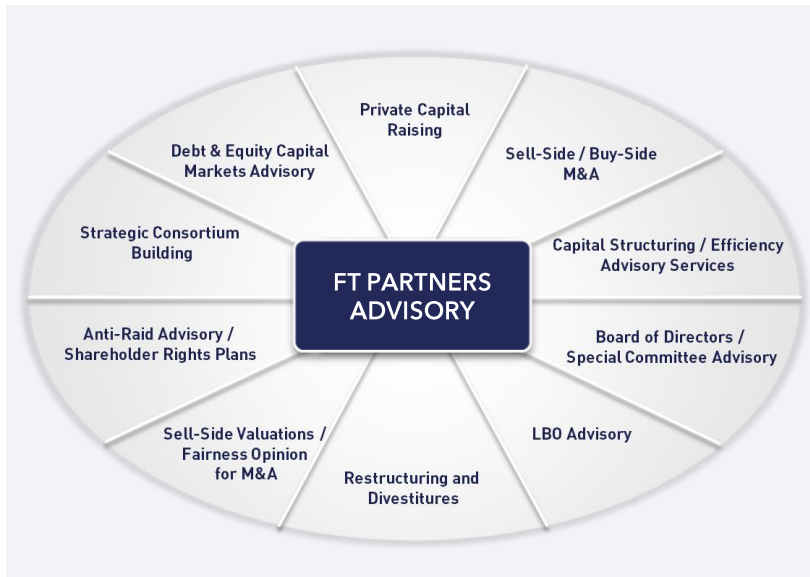 Private Capital
Raising
Sell-Side / Buy-Side
M&A
Capital Structuring / Efficiency
Advisory Services
Board of Directors /
Special Committee Advisory
LBO Advisory
Restructuring and
Divestitures
Sell-Side Valuations /
Fairness Opinion
for M&A
Anti-Raid Advisory /
Shareholder Rights Plans
Strategic Consortium
Building
Debt & Equity Capital
Markets Advisory
FT PARTNERS
ADVISORY